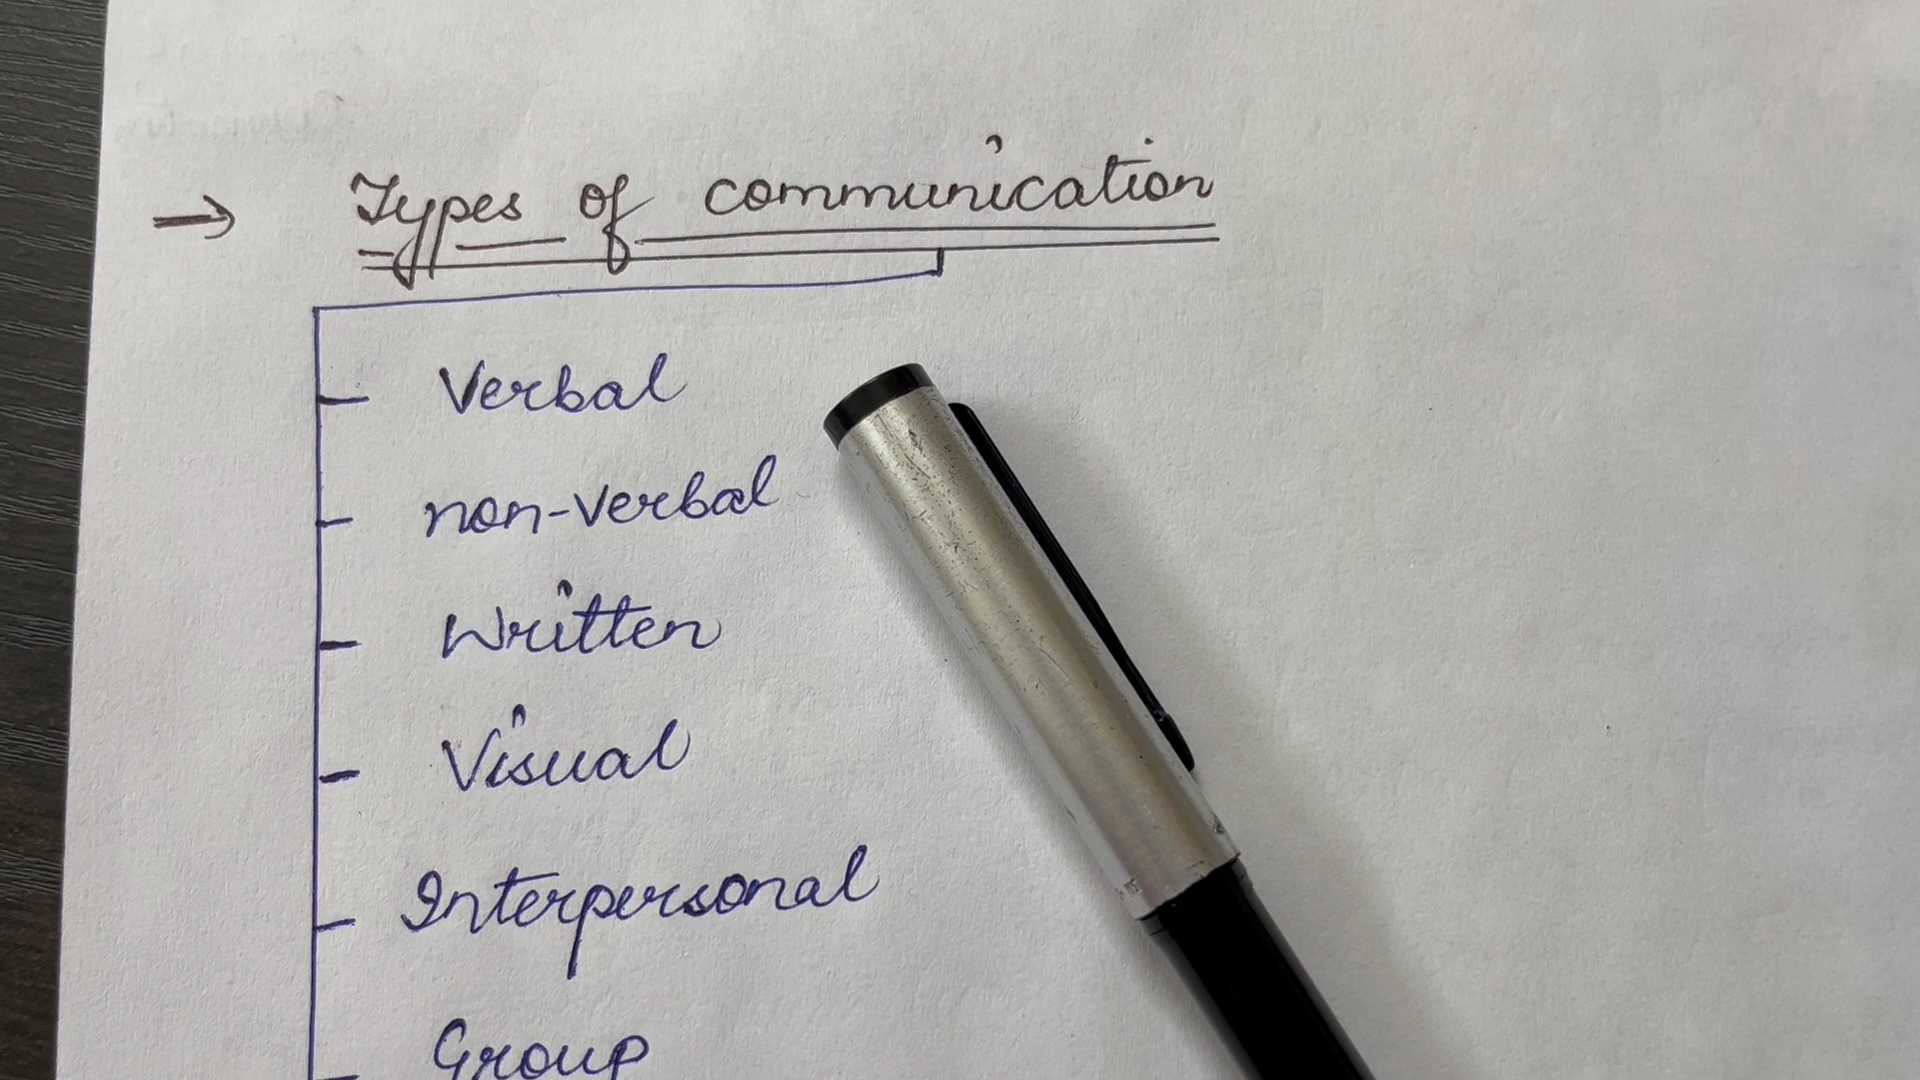 → Types of communication
Verbal
non-verbal
Written
Visual
Interpersonal
Group